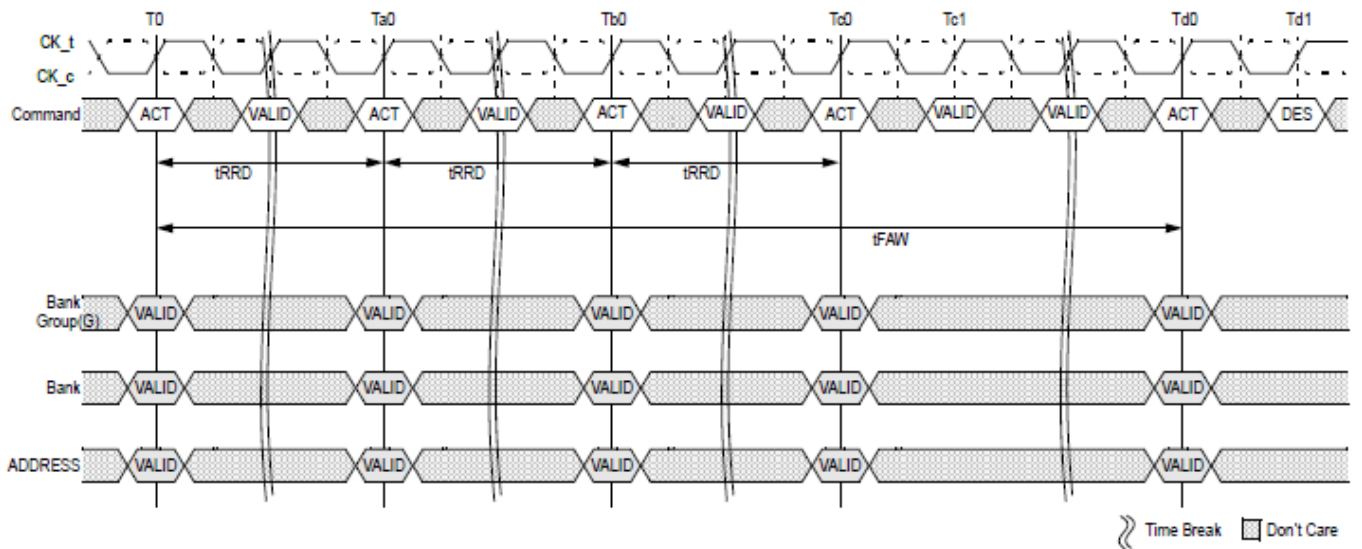 T0 Ta0 Tb0 Tc0 Tc1 Td0 Td1
CK_t
CK_c
Command ACT VALID ACT VALID ACT VALID ACT VALID VALID ACT DES
tRRD tRRD tRRD
tFAW
Bank
Group(G) VALID VALID VALID VALID VALID
Bank VALID VALID VALID VALID VALID
ADDRESS VALID VALID VALID VALID VALID
Time Break Don't Care